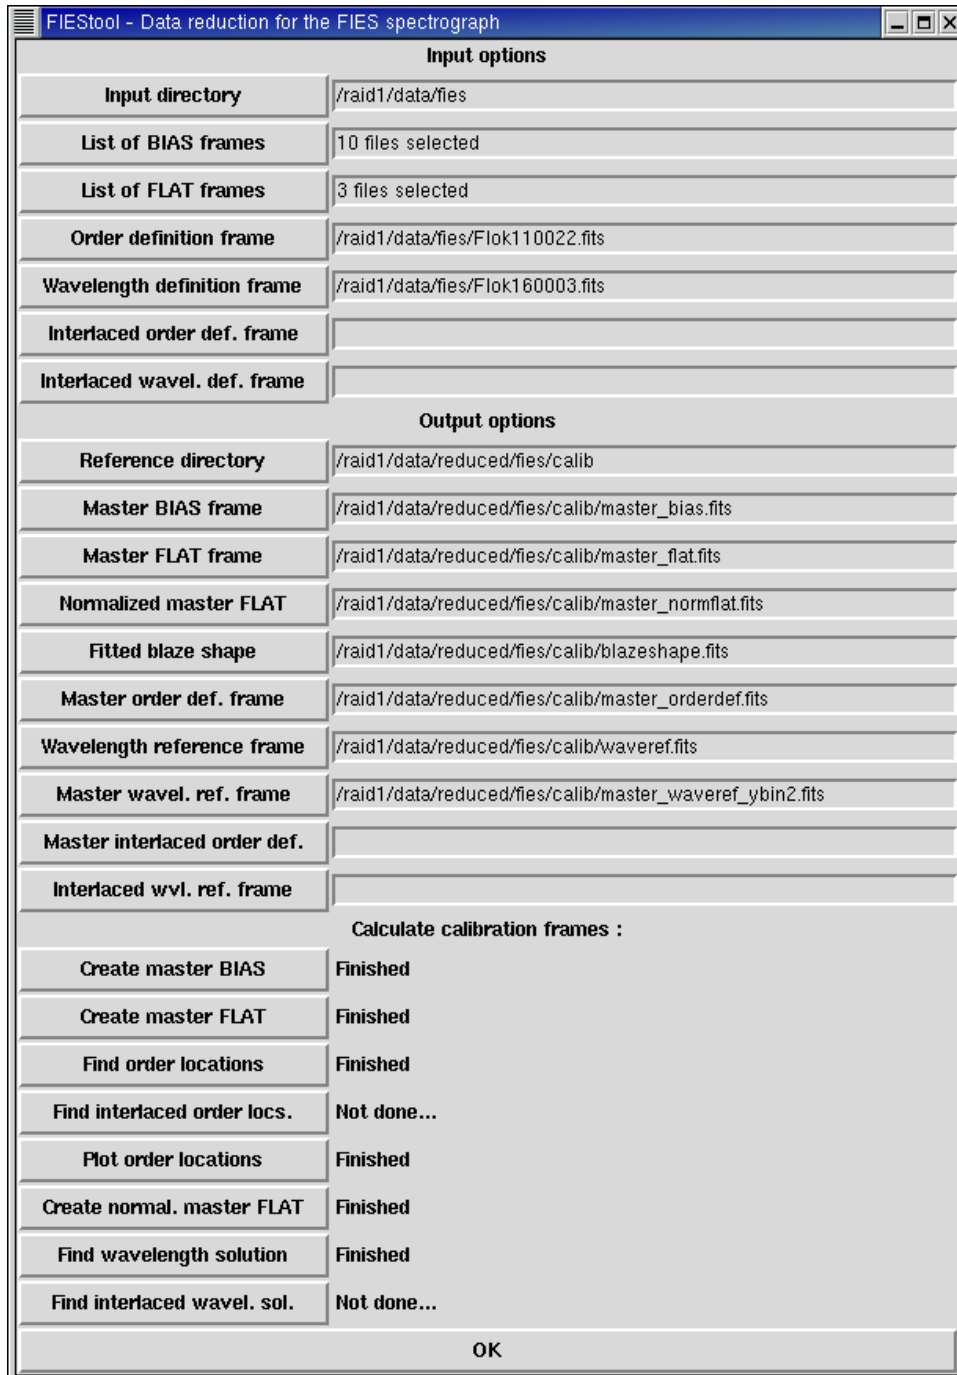 FIEStool - Data reduction for the FIES spectrograph
Input options
Input directory /raid1/data/fies
List of BIAS frames 10 files selected
List of FLAT frames 3 files selected
Order definition frame /raid1/data/fies/Flok110022.fits
Wavelength definition frame /raid1/data/fies/Flok160003.fits
Interlaced order def. frame
Interlaced wavel. def. frame
Output options
Reference directory /raid1/data/reduced/fies/calib
Master BIAS frame /raid1/data/reduced/fies/calib/master_bias.fits
Master FLAT frame /raid1/data/reduced/fies/calib/master_flat.fits
Normalized master FLAT /raid1/data/reduced/fies/calib/master_normflat.fits
Fitted blaze shape /raid1/data/reduced/fies/calib/blazeshape.fits
Master order def. frame /raid1/data/reduced/fies/calib/master_orderdef.fits
Wavelength reference frame /raid1/data/reduced/fies/calib/waveref.fits
Master wavel. ref. frame /raid1/data/reduced/fies/calib/master_waveref_ybin2.fits
Master interlaced order def.
Interlaced wvl. ref. frame
Calculate calibration frames :
Create master BIAS Finished
Create master FLAT Finished
Find order locations Finished
Find interlaced order locs. Not done...
Plot order locations Finished
Create normal. master FLAT Finished
Find wavelength solution Finished
Find interlaced wavel. sol. Not done...
OK